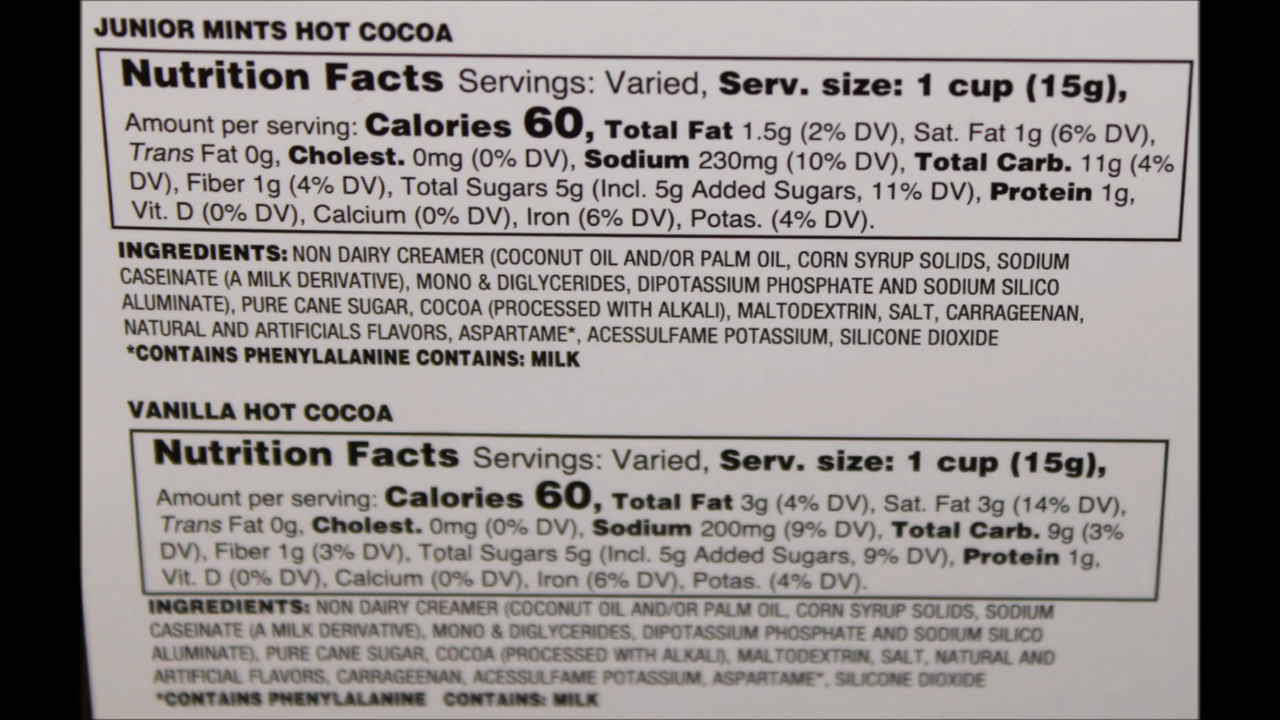 JUNIOR MINTS HOT COCOA
Nutrition Facts Servings: Varied, Serv. size: 1 cup (15g),
Amount per serving: Calories 60, Total Fat 1.5g (2% DV), Sat. Fat 1g (6% DV),
Trans Fat 0g, Cholest. 0mg (0% DV), Sodium 230mg (10% DV), Total Carb. 11g (4%
DV), Fiber 1g (4% DV), Total Sugars 5g (Incl. 5g Added Sugars, 11% DV), Protein 1g,
Vit. D (0% DV), Calcium (0% DV), Iron (6% DV), Potas. (4% DV).
INGREDIENTS: NON DAIRY CREAMER (COCONUT OIL AND/OR PALM OIL, CORN SYRUP SOLIDS, SODIUM
CASEINATE (A MILK DERIVATIVE), MONO & DIGLYCERIDES, DIPOTASSIUM PHOSPHATE AND SODIUM SILICO
ALUMINATE), PURE CANE SUGAR, COCOA (PROCESSED WITH ALKALI), MALTODEXTRIN, SALT, CARRAGEENAN,
NATURAL AND ARTIFICIALS FLAVORS, ASPARTAME*, ACESSULFAME POTASSIUM, SILICONE DIOXIDE
*CONTAINS PHENYLALANINE CONTAINS: MILK
VANILLA HOT COCOA
Nutrition Facts Servings: Varied, Serv. size: 1 cup (15g),
Amount per serving: Calories 60, Total Fat 3g (4% DV), Sat. Fat 3g (14% DV),
Trans Fat 0g, Cholest. 0mg (0% DV), Sodium 200mg (9% DV), Total Carb. 9g (3%
DV), Fiber 1g (3% DV), Total Sugars 5g (Incl. 5g Added Sugars, 9% DV), Protein 1g,
Vit. D (0% DV), Calcium (0% DV), Iron (6% DV), Potas. (4% DV).
INGREDIENTS: NON DAIRY CREAMER (COCONUT OIL AND/OR PALM OIL, CORN SYRUP SOLIDS, SODIUM
CASEINATE (A MILK DERIVATIVE), MONO & DIGLYCERIDES, DIPOTASSIUM PHOSPHATE AND SODIUM SILICO
ALUMINATE), PURE CANE SUGAR, COCOA (PROCESSED WITH ALKALI), MALTODEXTRIN, SALT, NATURAL AND
ARTIFICIAL FLAVORS, CARRAGEENAN, ACESSULFAME POTASSIUM, ASPARTAME*, SILICONE DIOXIDE
*CONTAINS PHENYLALANINE CONTAINS: MILK